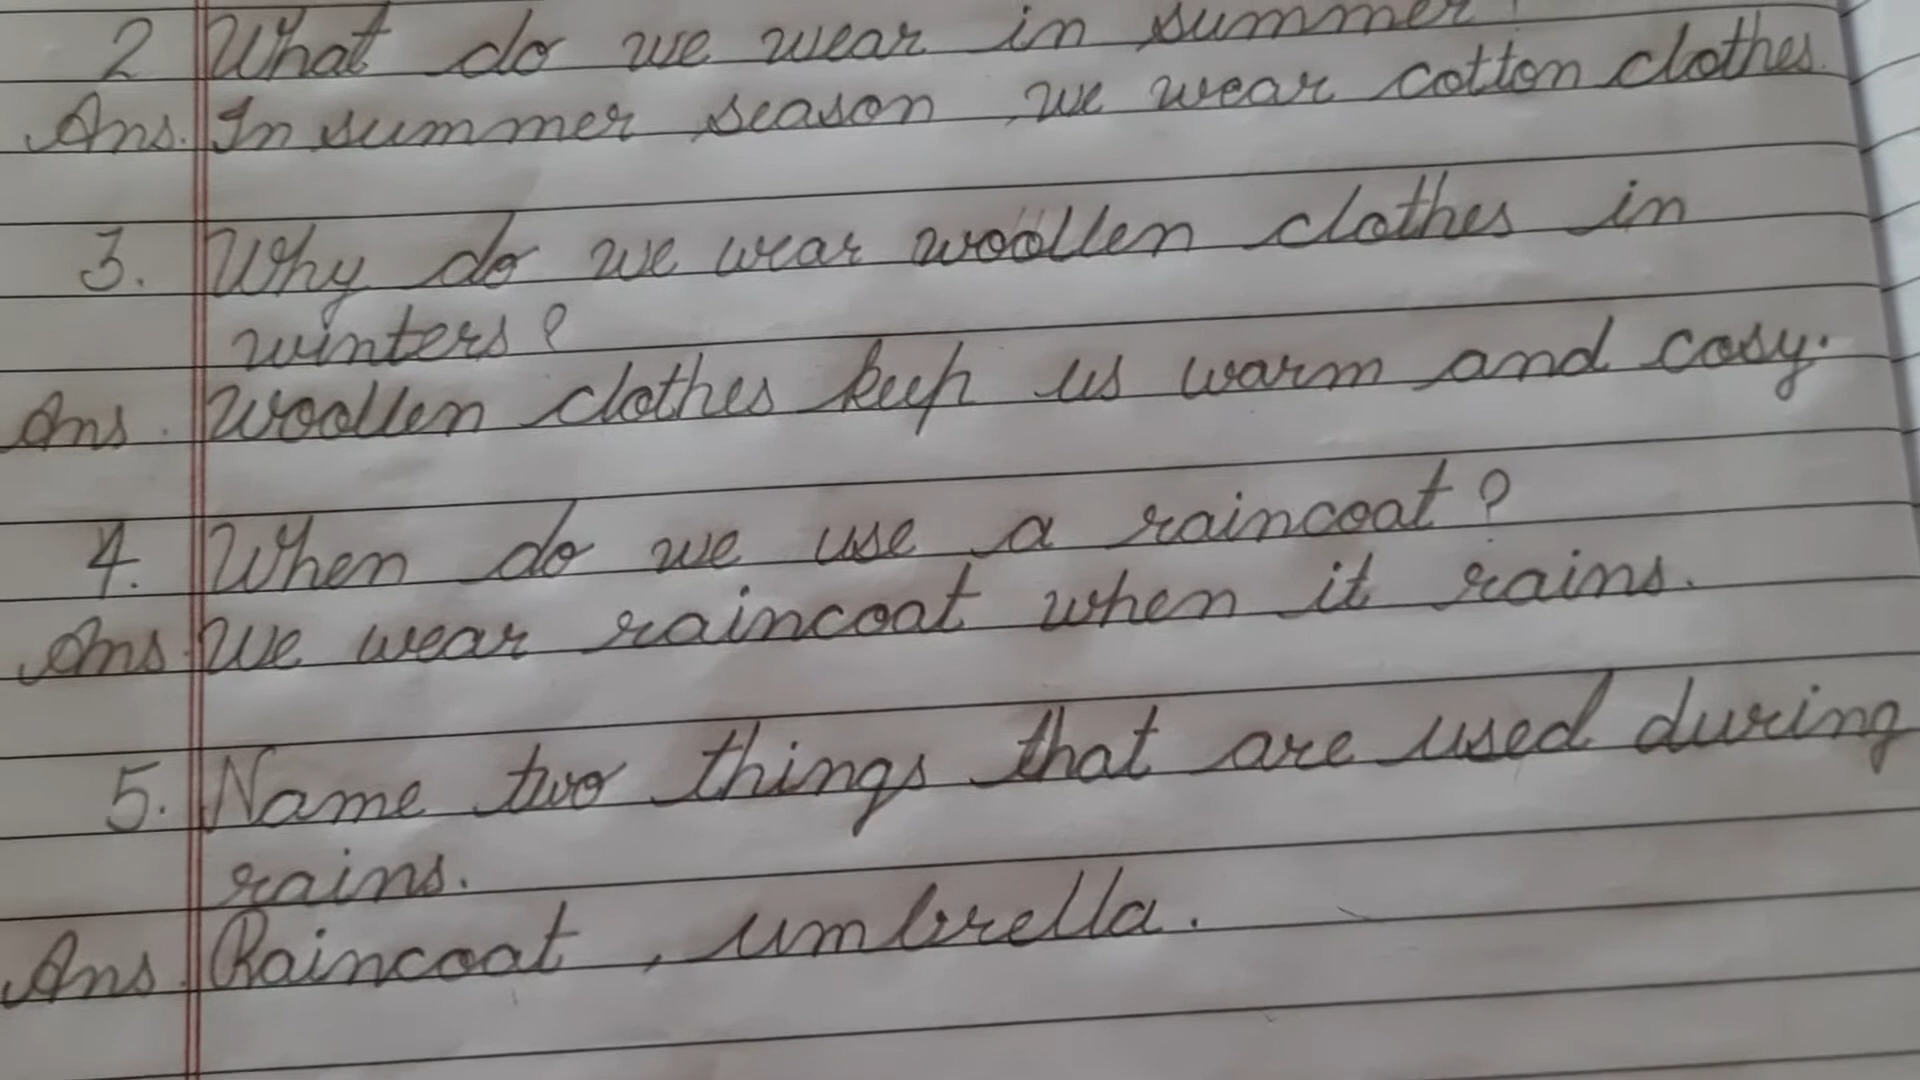 2 What do we wear in summer?
Ans. In summer season we wear cotton clothes.
3. Why do we wear woollen clothes in
winters?
Ans. Woollen clothes keep us warm and cosy.
4. When do we use a raincoat?
Ans. We wear raincoat when it rains.
5. Name two things that are used during
rains.
Ans. Raincoat, umbrella.